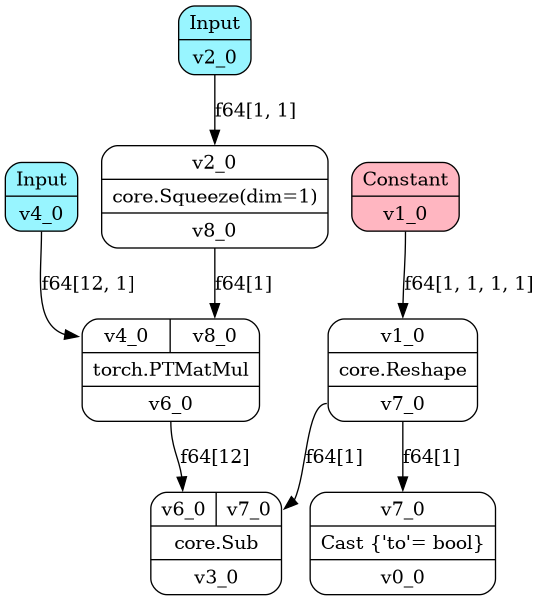 Input
v2_0
f64[1, 1]
Input
v4_0
v2_0
core.Squeeze(dim=1)
v8_0
Constant
v1_0
f64[12, 1]
f64[1]
f64[1, 1, 1, 1]
v4_0 v8_0
torch.PTMatMul
v6_0
v1_0
core.Reshape
v7_0
f64[12]
f64[1]
f64[1]
v6_0 v7_0
core.Sub
v3_0
v7_0
Cast {'to'= bool}
v0_0